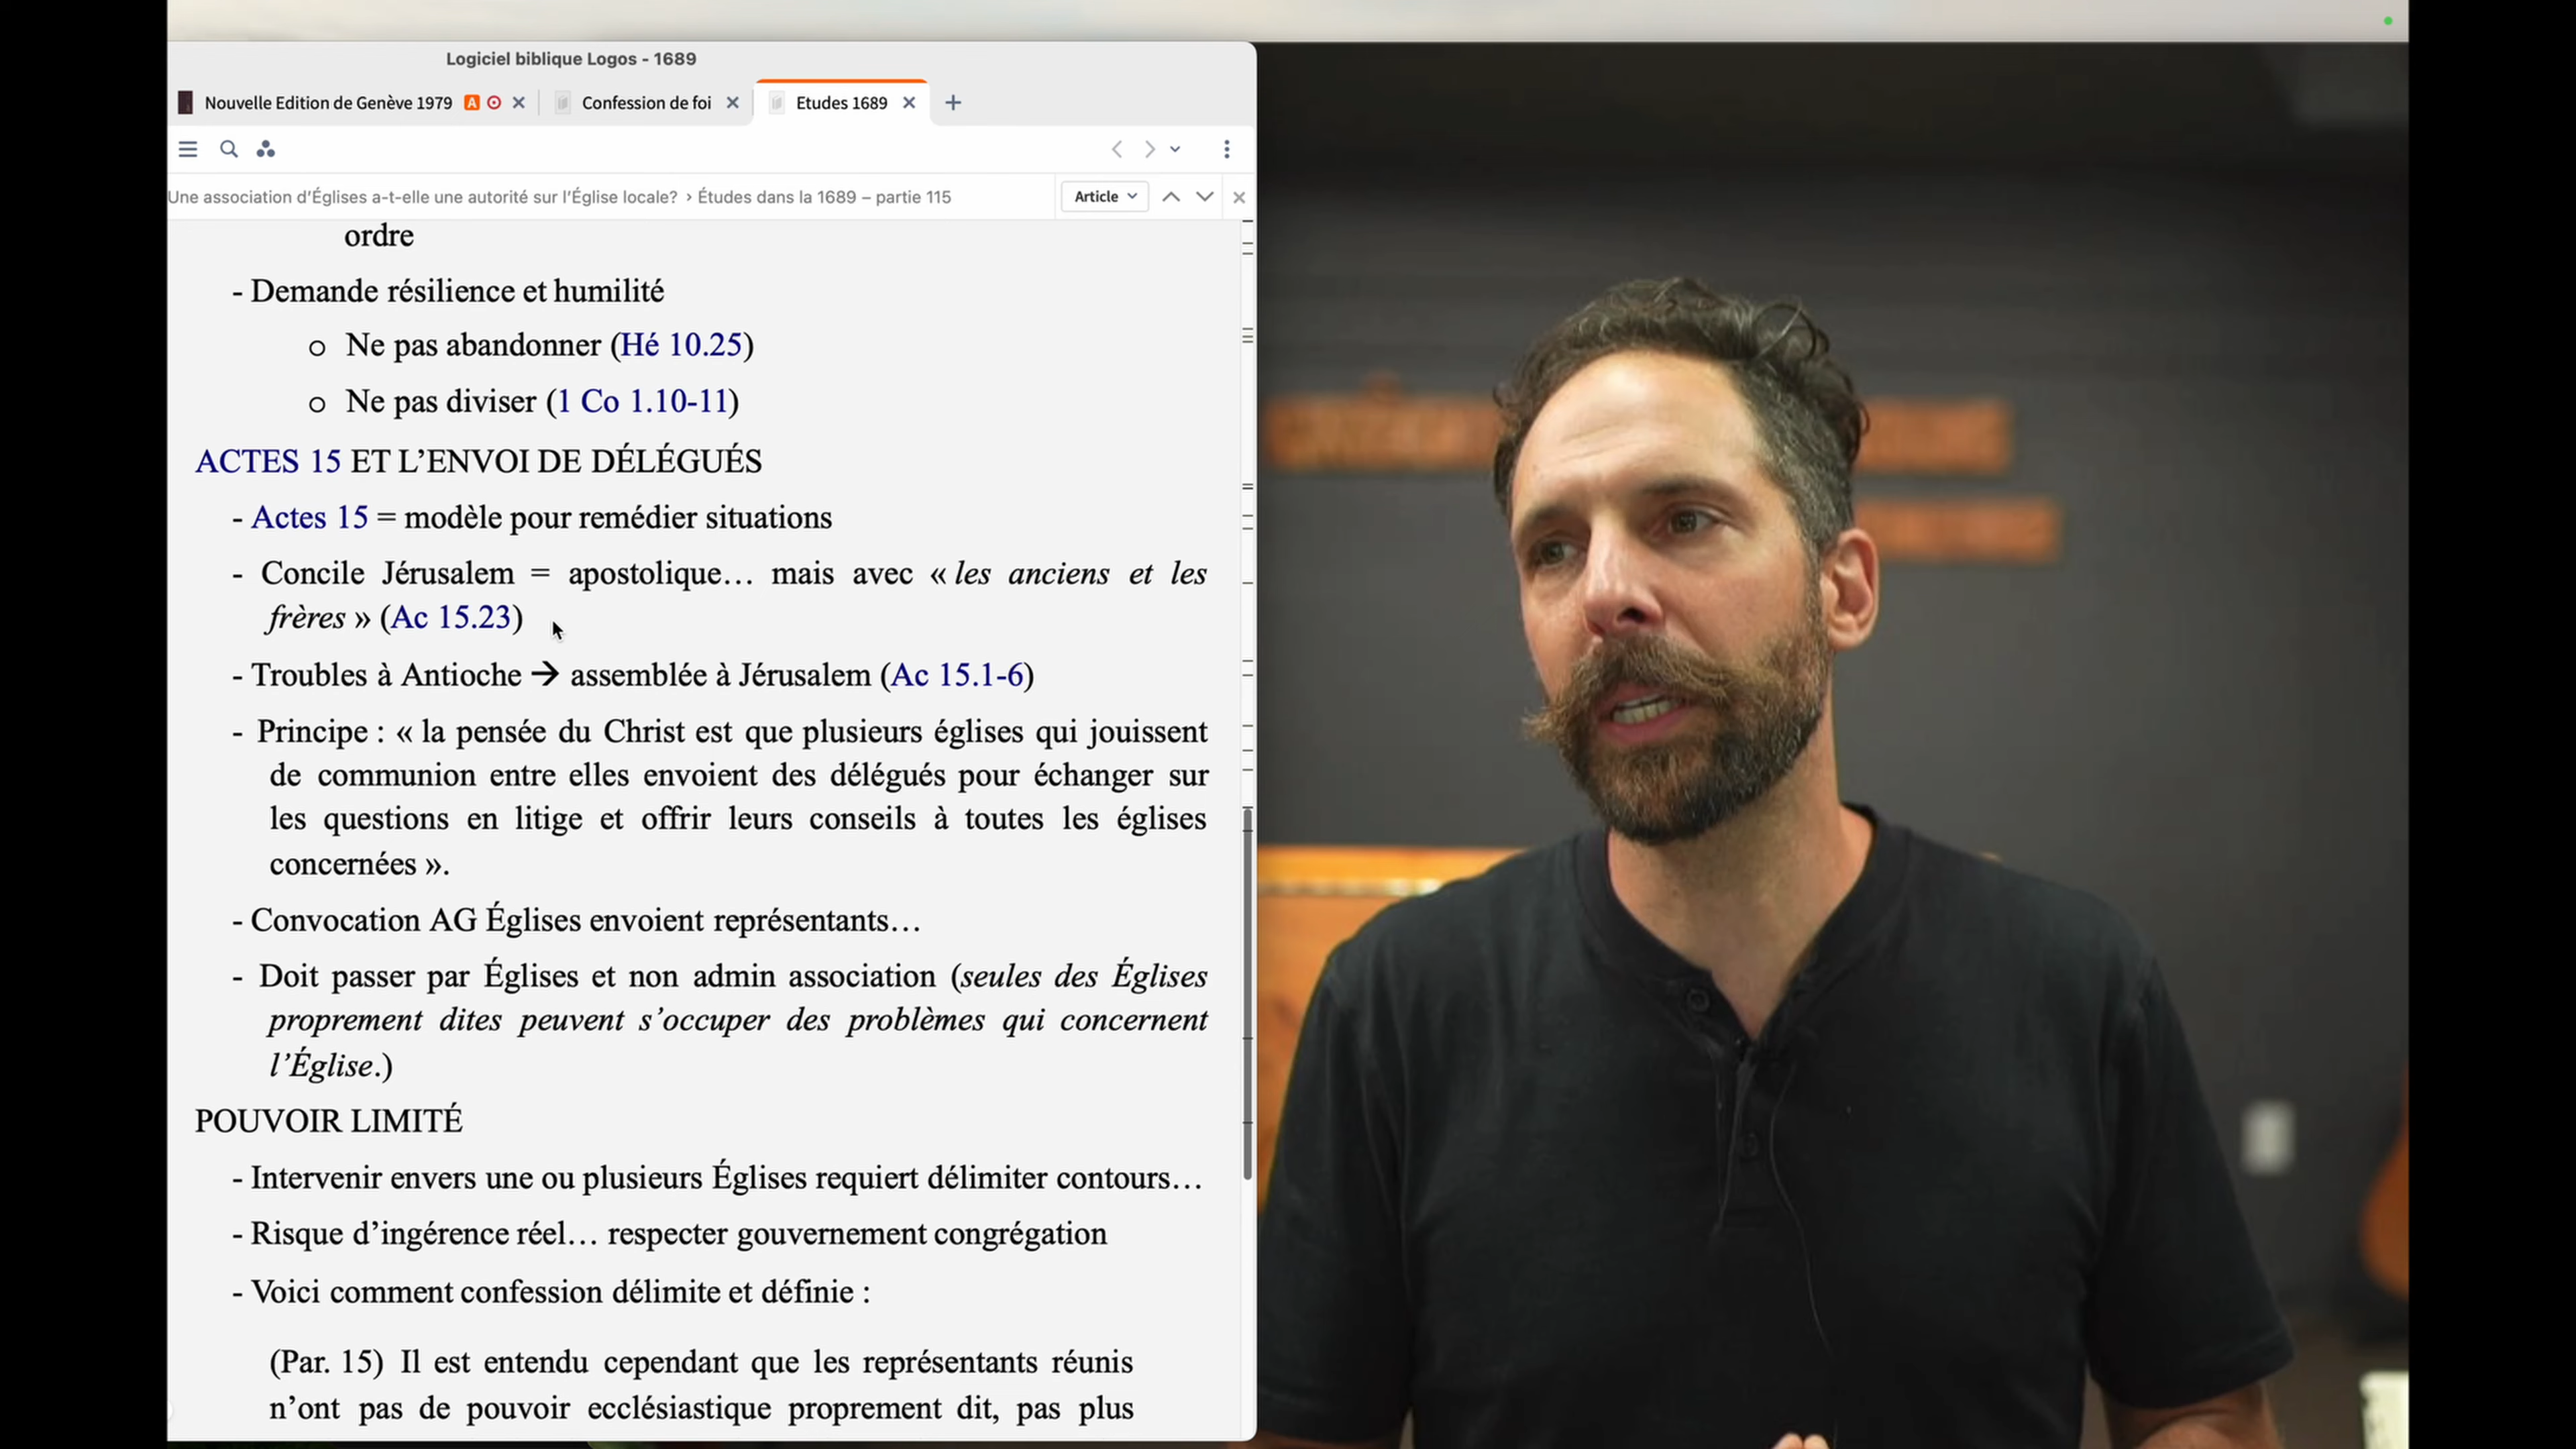 Logiciel biblique Logos - 1689
Nouvelle Edition de Genève 1979 A
Confession de foi
Etudes 1689
Une association d'Églises a-t-elle une autorité sur l'Église locale? › Études dans la 1689 – partie 115
Article
ordre
- Demande résilience et humilité
o Ne pas abandonner (Hé 10.25)
o Ne pas diviser (1 Co 1.10-11)
ACTES 15 ET L'ENVOI DE DÉLÉGUÉS
- Actes 15 = modèle pour remédier situations
- Concile Jérusalem = apostolique… mais avec « les anciens et les
frères » (Ac 15.23)
- Troubles à Antioche → assemblée à Jérusalem (Ac 15.1-6)
- Principe : « la pensée du Christ est que plusieurs églises qui jouissent
de communion entre elles envoient des délégués pour échanger sur
les questions en litige et offrir leurs conseils à toutes les églises
concernées ».
- Convocation AG Églises envoient représentants…
- Doit passer par Églises et non admin association (seules des Églises
proprement dites peuvent s'occuper des problèmes qui concernent
l'Église.)
POUVOIR LIMITÉ
- Intervenir envers une ou plusieurs Églises requiert délimiter contours…
- Risque d'ingérence réel… respecter gouvernement congrégation
- Voici comment confession délimite et définie :
(Par. 15) Il est entendu cependant que les représentants réunis
n'ont pas de pouvoir ecclésiastique proprement dit, pas plus